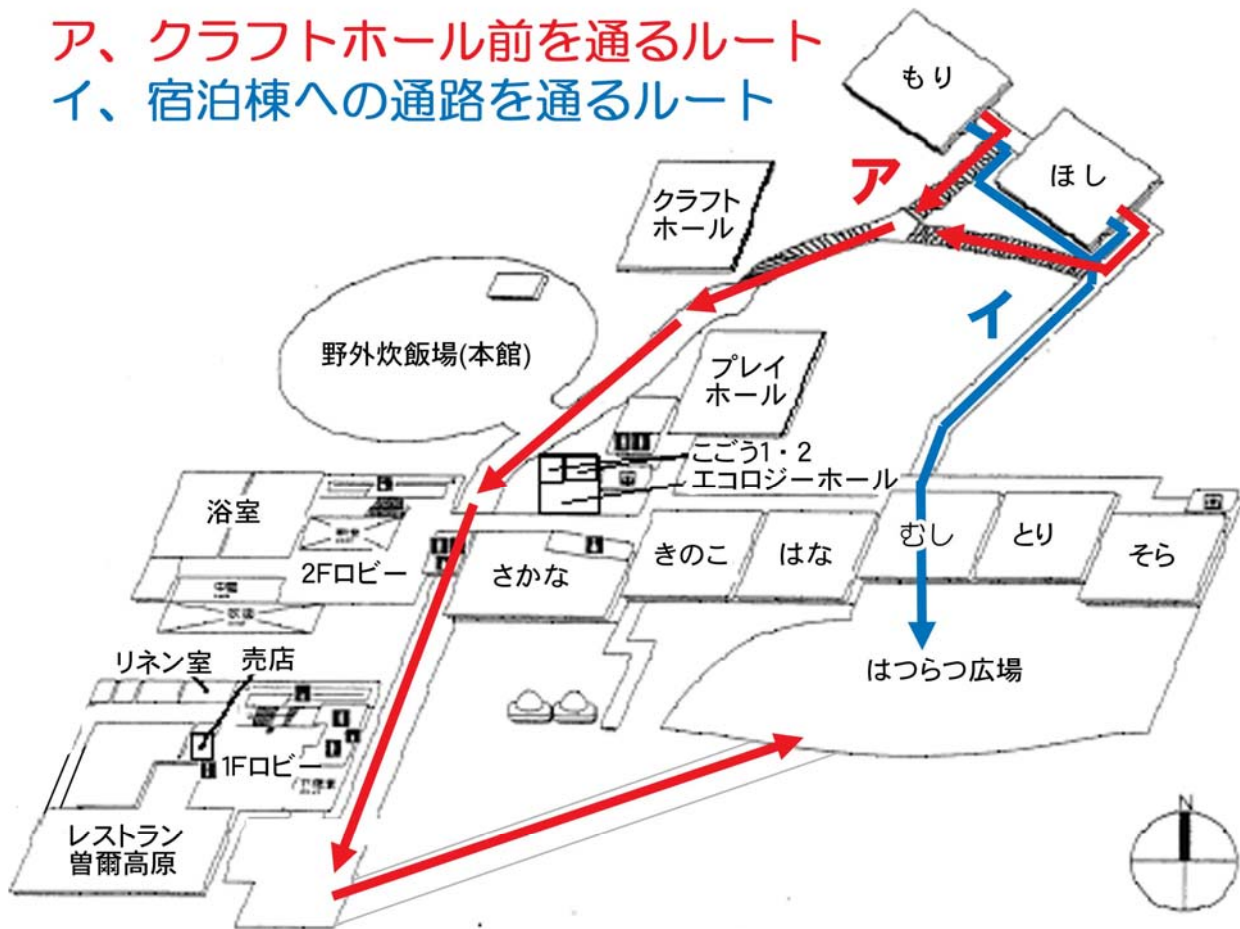 ア、クラフトホール前を通るルート
イ、宿泊棟への通路を通るルート
もり
ほし
ア
クラフト
ホール
イ
野外炊飯場(本館)
プレイ
ホール
こごう1・2
エコロジーホール
浴室
2Fロビー
さかな
きのこ
はな
むし
とり
そら
はつらつ広場
リネン室
売店
1Fロビー
レストラン
曽爾高原
N